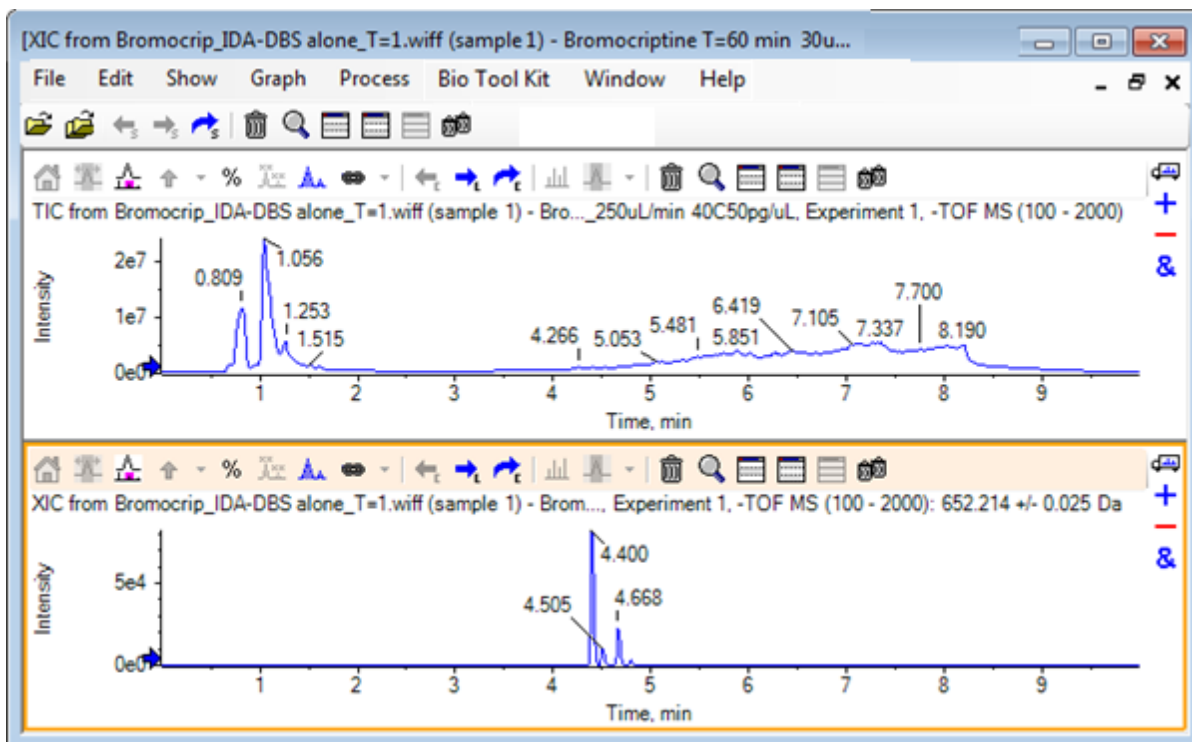 [XIC from Bromocrip_IDA-DBS alone_T=1.wiff (sample 1) - Bromocriptine T=60 min 30u...
File Edit Show Graph Process Bio Tool Kit Window Help
TIC from Bromocrip_IDA-DBS alone_T=1.wiff (sample 1) - Bro..._250uL/min 40C50pg/uL, Experiment 1, -TOF MS (100 - 2000)
Intensity
2e7
1e7
0e0
0.809
1.056
1.253
1.515
4.266
5.053
5.481
5.851
6.419
7.105
7.337
7.700
8.190
1 2 3 4 5 6 7 8 9
Time, min
XIC from Bromocrip_IDA-DBS alone_T=1.wiff (sample 1) - Brom..., Experiment 1, -TOF MS (100 - 2000): 652.214 +/- 0.025 Da
Intensity
5e4
0e0
4.400
4.505
4.668
1 2 3 4 5 6 7 8 9
Time, min